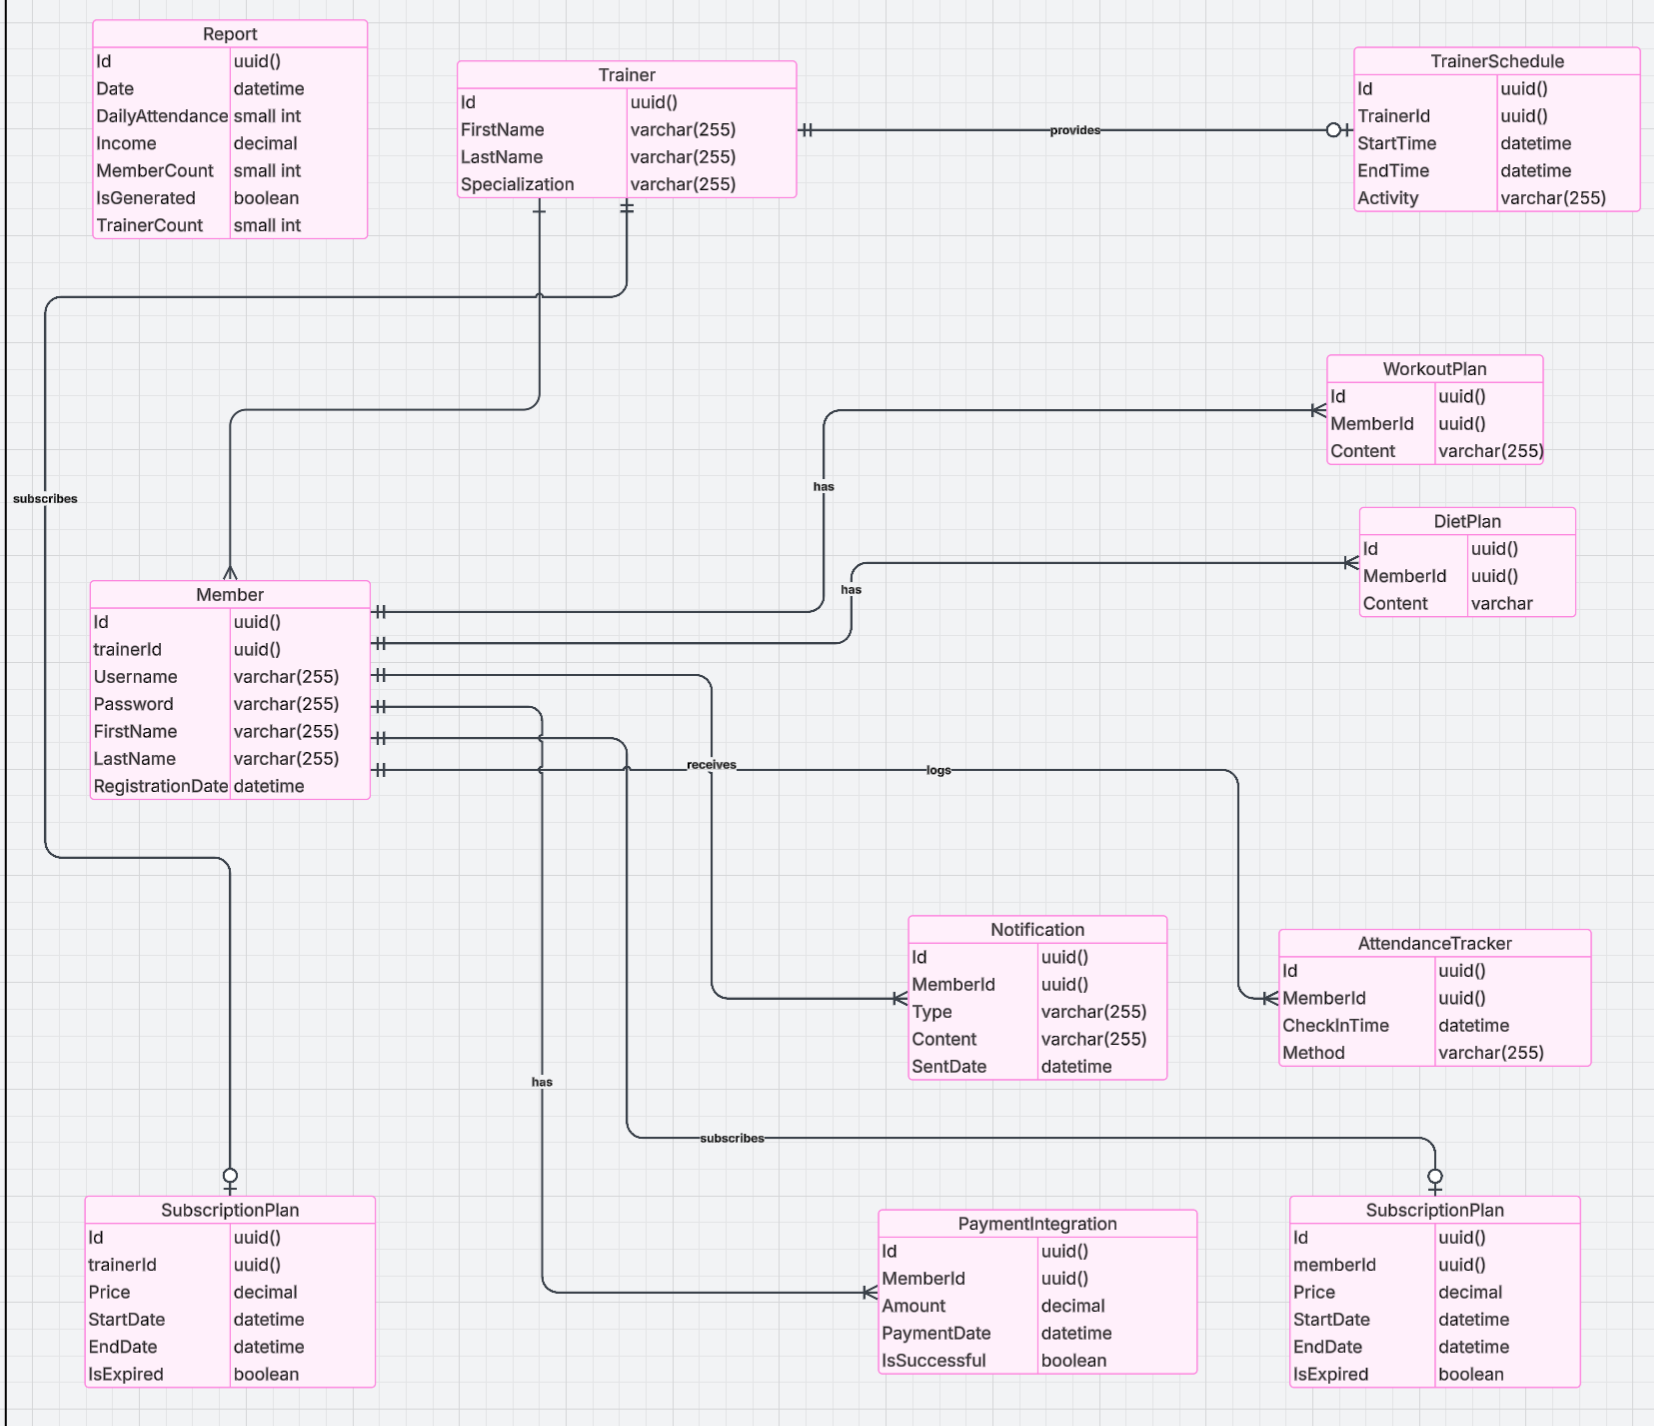 Report
Id uuid()
Date datetime
DailyAttendance small int
Income decimal
MemberCount small int
IsGenerated boolean
TrainerCount small int
Trainer
Id uuid()
FirstName varchar(255)
LastName varchar(255)
Specialization varchar(255)
provides
TrainerSchedule
Id uuid()
TrainerId uuid()
StartTime datetime
EndTime datetime
Activity varchar(255)
WorkoutPlan
Id uuid()
MemberId uuid()
Content varchar(255)
has
subscribes
DietPlan
Id uuid()
MemberId uuid()
Content varchar
has
Member
Id uuid()
trainerId uuid()
Username varchar(255)
Password varchar(255)
FirstName varchar(255)
LastName varchar(255)
RegistrationDate datetime
receives
logs
Notification
Id uuid()
MemberId uuid()
Type varchar(255)
Content varchar(255)
SentDate datetime
AttendanceTracker
Id uuid()
MemberId uuid()
CheckInTime datetime
Method varchar(255)
has
subscribes
SubscriptionPlan
Id uuid()
trainerId uuid()
Price decimal
StartDate datetime
EndDate datetime
IsExpired boolean
PaymentIntegration
Id uuid()
MemberId uuid()
Amount decimal
PaymentDate datetime
IsSuccessful boolean
SubscriptionPlan
Id uuid()
memberId uuid()
Price decimal
StartDate datetime
EndDate datetime
IsExpired boolean